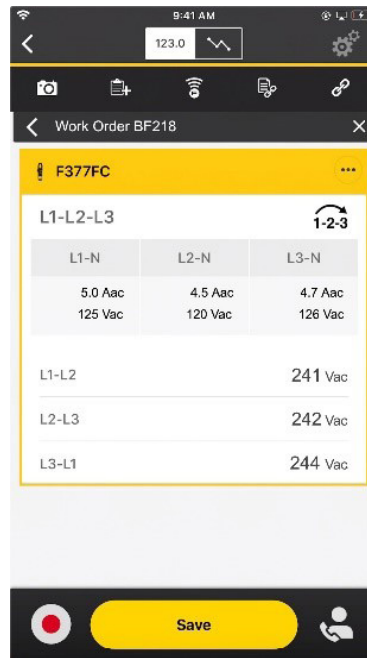 9:41 AM
123.0
Work Order BF218
F377FC
L1-L2-L3
1-2-3
L1-N L2-N L3-N
5.0 Aac 4.5 Aac 4.7 Aac
125 Vac 120 Vac 126 Vac
L1-L2 241 Vac
L2-L3 242 Vac
L3-L1 244 Vac
Save